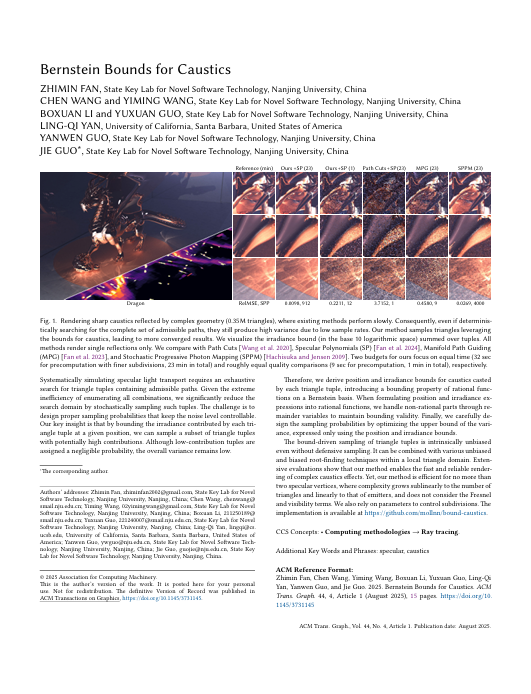 Bernstein Bounds for Caustics
ZHIMIN FAN, State Key Lab for Novel Software Technology, Nanjing University, China
CHEN WANG and YIMING WANG, State Key Lab for Novel Software Technology, Nanjing University, China
BOXUAN LI and YUXUAN GUO, State Key Lab for Novel Software Technology, Nanjing University, China
LING-QI YAN, University of California, Santa Barbara, United States of America
YANWEN GUO, State Key Lab for Novel Software Technology, Nanjing University, China
JIE GUO*, State Key Lab for Novel Software Technology, Nanjing University, China
Reference (min) Ours+SP (23) Ours+SP (1) Path Cuts+SP(23) MPG (23) SPPM (23)
Dragon RelMSE, SPP 0.0098, 912 0.2211, 12 3.7152, 1 0.4580, 9 0.0269, 4000
Fig. 1. Rendering sharp caustics reflected by complex geometry (0.35M triangles), where existing methods perform slowly. Consequently, even if determinis-
tically searching for the complete set of admissible paths, they still produce high variance due to low sample rates. Our method samples triangles leveraging
the bounds for caustics, leading to more converged results. We visualize the irradiance bound (in the base 10 logarithmic space) summed over tuples. All
methods render single reflections only. We compare with Path Cuts [Wang et al. 2020], Specular Polynomials (SP) [Fan et al. 2024], Manifold Path Guiding
(MPG) [Fan et al. 2023], and Stochastic Progressive Photon Mapping (SPPM) [Hachisuka and Jensen 2009]. Two budgets for ours focus on equal time (32 sec
for precomputation with finer subdivisions, 23 min in total) and roughly equal quality comparisons (9 sec for precomputation, 1 min in total), respectively.
Systematically simulating specular light transport requires an exhaustive
search for triangle tuples containing admissible paths. Given the extreme
inefficiency of enumerating all combinations, we significantly reduce the
search domain by stochastically sampling such tuples. The challenge is to
design proper sampling probabilities that keep the noise level controllable.
Our key insight is that by bounding the irradiance contributed by each tri-
angle tuple at a given position, we can sample a subset of triangle tuples
with potentially high contributions. Although low-contribution tuples are
assigned a negligible probability, the overall variance remains low.
*The corresponding author.
Authors' addresses: Zhimin Fan, zhiminfan2002@gmail.com, State Key Lab for Novel
Software Technology, Nanjing University, Nanjing, China; Chen Wang, chenwang@
smail.nju.edu.cn; Yiming Wang, 02yimingwang@gmail.com, State Key Lab for Novel
Software Technology, Nanjing University, Nanjing, China; Boxuan Li,
smail.nju.edu.cn; Yuxuan Guo, State Key Lab for Novel
Software Technology, Nanjing University, Nanjing, China; Ling-Qi Yan, lingqi@cs.
ucsb.edu, University of California, Santa Barbara, Santa Barbara, United States of
America; Yanwen Guo, ywguo@nju.edu.cn, State Key Lab for Novel Software Tech-
nology, Nanjing University, Nanjing, China; Jie Guo, guojie@nju.edu.cn, State Key
Lab for Novel Software Technology, Nanjing University, Nanjing, China.
© 2025 Association for Computing Machinery.
This is the author's version of the work. It is posted here for your personal
use. Not for redistribution. The definitive Version of Record was published in
ACM Transactions on Graphics, https://doi.org/10.1145/3731145.
Therefore, we derive position and irradiance bounds for caustics casted
by each triangle tuple, introducing a bounding property of rational func-
tions on a Bernstein basis. When formulating position and irradiance ex-
pressions into rational functions, we handle non-rational parts through re-
mainder variables to maintain bounding validity. Finally, we carefully de-
sign the sampling probabilities by optimizing the upper bound of the vari-
ance, expressed only using the position and irradiance bounds.
The bound-driven sampling of triangle tuples is intrinsically unbiased
even without defensive sampling. It can be combined with various unbiased
and biased root-finding techniques within a local triangle domain. Exten-
sive evaluations show that our method enables the fast and reliable render-
ing of complex caustics effects. Yet, our method is efficient for no more than
two specular vertices, where complexity grows sublinearly to the number of
triangles and linearly to that of emitters, and does not consider the Fresnel
and visibility terms. We also rely on parameters to control subdivisions. The
implementation is available at https://github.com/mollnn/bound-caustics.
CCS Concepts: • Computing methodologies → Ray tracing.
Additional Key Words and Phrases: specular, caustics
ACM Reference Format:
Zhimin Fan, Chen Wang, Yiming Wang, Boxuan Li, Yuxuan Guo, Ling-Qi
Yan, Yanwen Guo, and Jie Guo. 2025. Bernstein Bounds for Caustics. ACM
Trans. Graph. 44, 4, Article 1 (August 2025), 15 pages. https://doi.org/10.
1145/3731145
ACM Trans. Graph., Vol. 44, No. 4, Article 1. Publication date: August 2025.